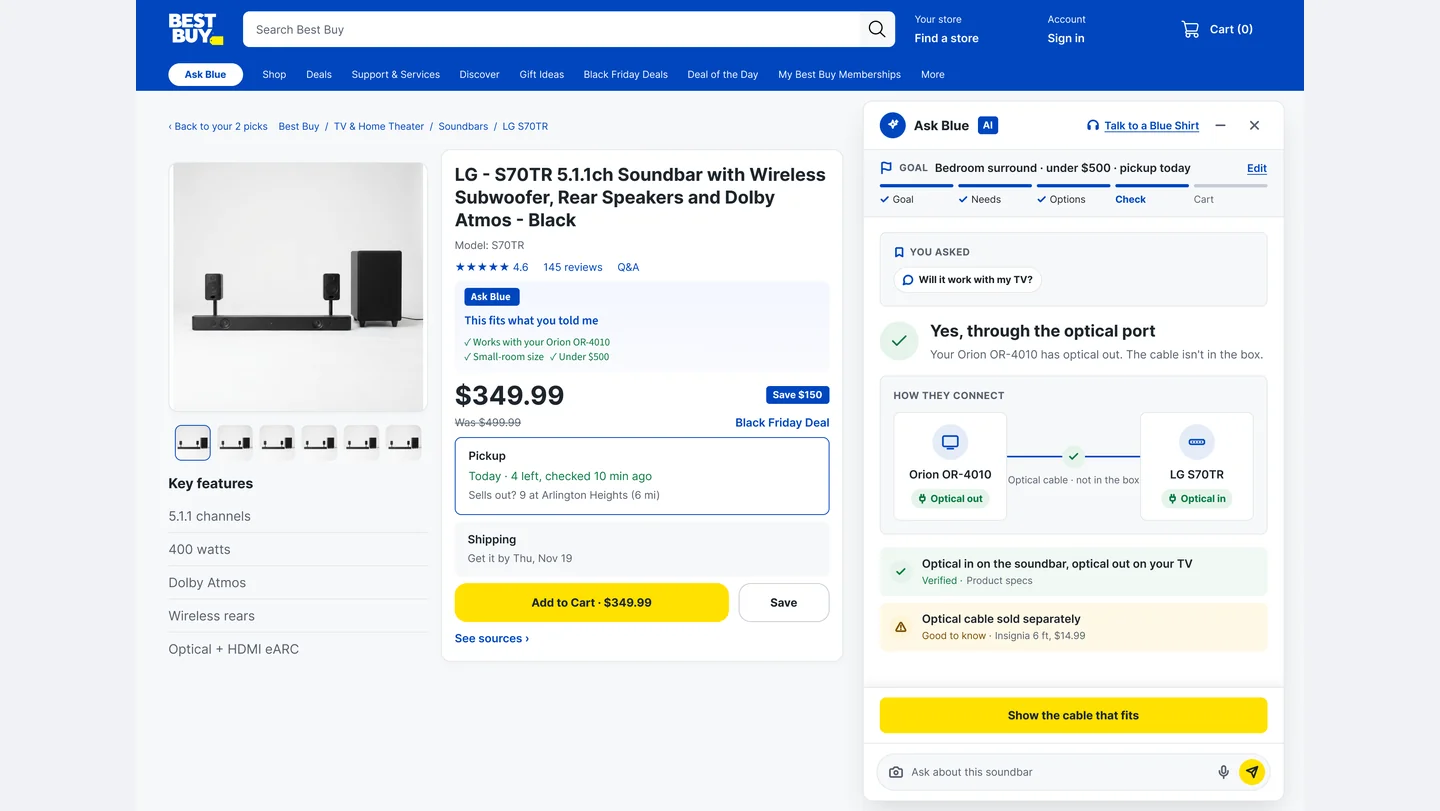 BEST BUY
Search Best Buy
Your store
Find a store
Account
Sign in
Cart (0)
Ask Blue
Shop
Deals
Support & Services
Discover
Gift Ideas
Black Friday Deals
Deal of the Day
My Best Buy Memberships
More
‹ Back to your 2 picks
Best Buy / TV & Home Theater / Soundbars / LG S70TR
LG - S70TR 5.1.1ch Soundbar with Wireless
Subwoofer, Rear Speakers and Dolby
Atmos - Black
Model: S70TR
★★★★★ 4.6
145 reviews
Q&A
Ask Blue
This fits what you told me
✓ Works with your Orion OR-4010
✓ Small-room size ✓ Under $500
$349.99
Save $150
Was $499.99
Black Friday Deal
Pickup
Today · 4 left, checked 10 min ago
Sells out? 9 at Arlington Heights (6 mi)
Shipping
Get it by Thu, Nov 19
Add to Cart · $349.99
Save
See sources ›
Key features
5.1.1 channels
400 watts
Dolby Atmos
Wireless rears
Optical + HDMI eARC
Ask Blue
AI
Talk to a Blue Shirt
GOAL Bedroom surround · under $500 · pickup today
Edit
Goal
Needs
Options
Check
Cart
YOU ASKED
Will it work with my TV?
Yes, through the optical port
Your Orion OR-4010 has optical out. The cable isn't in the box.
HOW THEY CONNECT
Orion OR-4010
Optical out
Optical cable · not in the box
LG S70TR
Optical in
Optical in on the soundbar, optical out on your TV
Verified · Product specs
Optical cable sold separately
Good to know · Insignia 6 ft, $14.99
Show the cable that fits
Ask about this soundbar